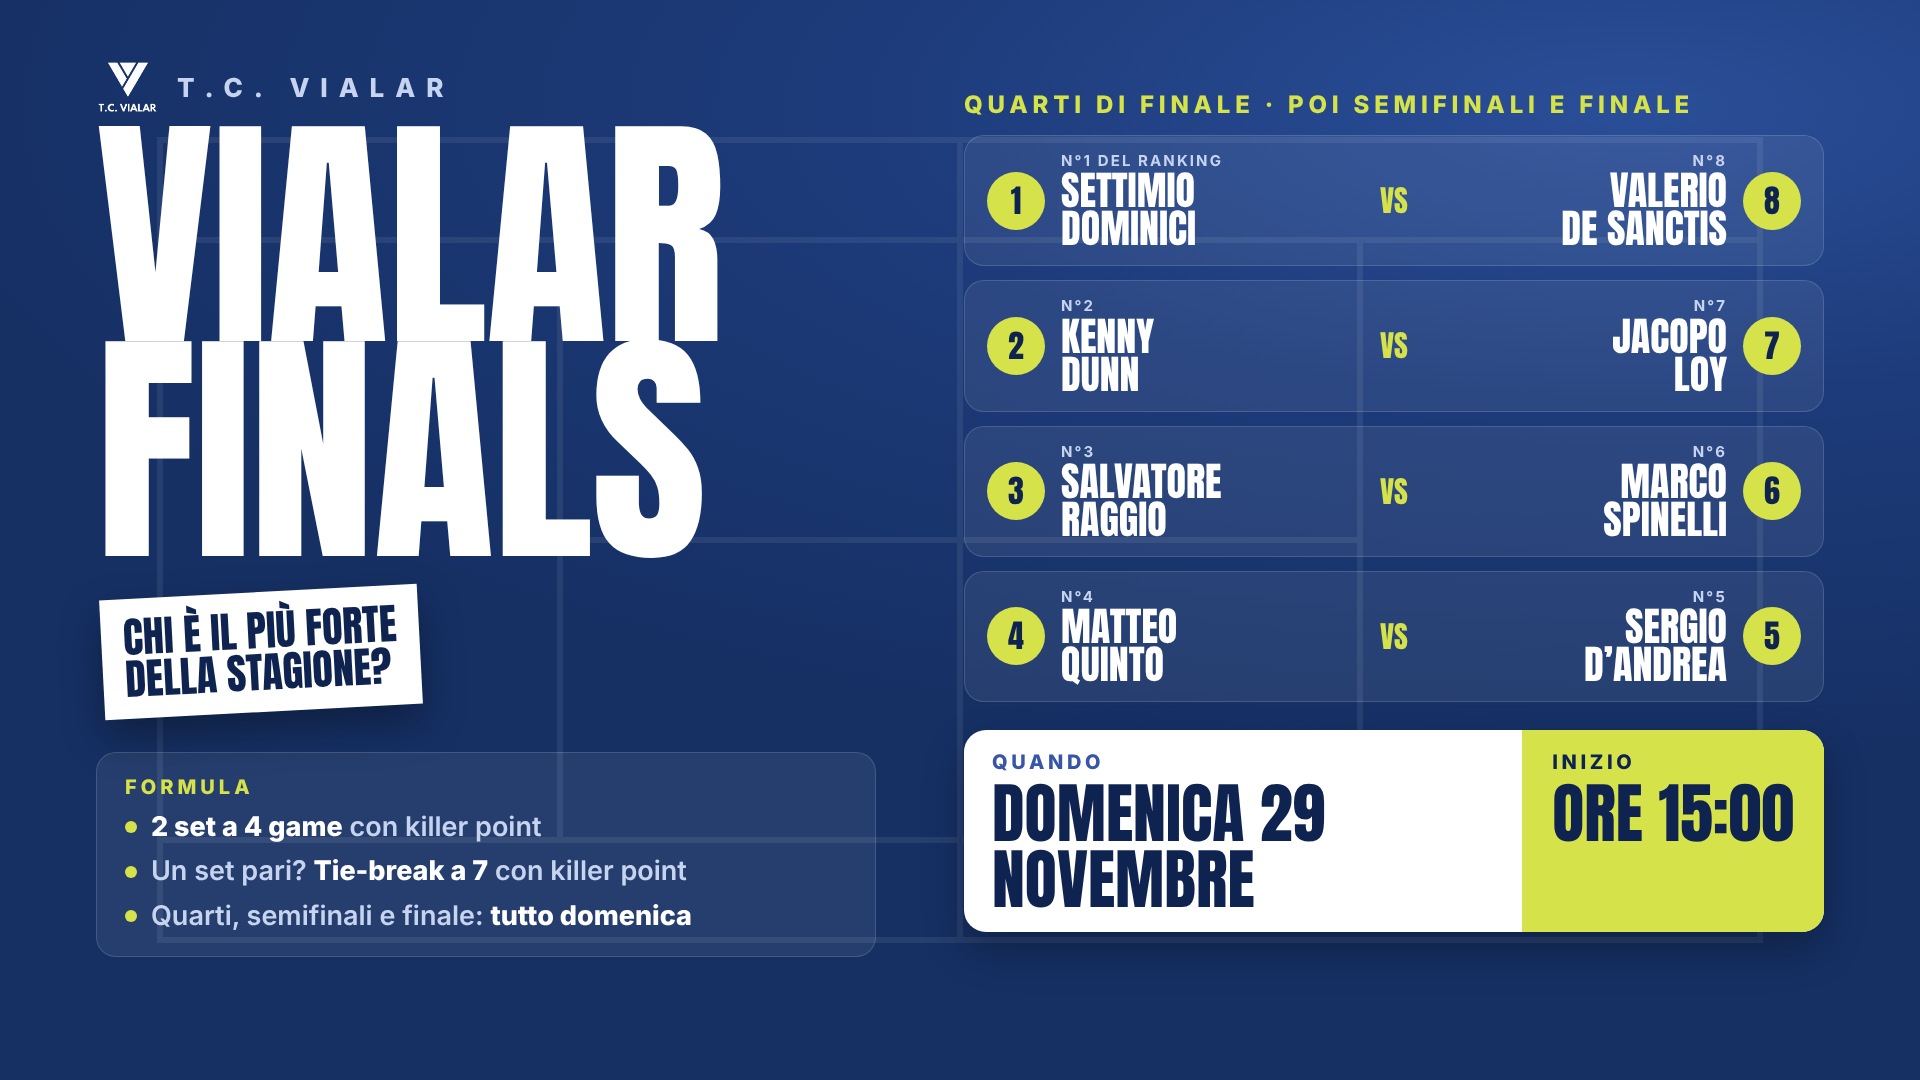 T.C. VIALAR
T.C. VIALAR
VIALAR
FINALS
CHI È IL PIÙ FORTE
DELLA STAGIONE?
FORMULA
2 set a 4 game con killer point
Un set pari? Tie-break a 7 con killer point
Quarti, semifinali e finale: tutto domenica
QUARTI DI FINALE · POI SEMIFINALI E FINALE
1
N°1 DEL RANKING
SETTIMIO
DOMINICI
VS
N°8
VALERIO
DE SANCTIS
8
2
N°2
KENNY
DUNN
VS
N°7
JACOPO
LOY
7
3
N°3
SALVATORE
RAGGIO
VS
N°6
MARCO
SPINELLI
6
4
N°4
MATTEO
QUINTO
VS
N°5
SERGIO
D’ANDREA
5
QUANDO
DOMENICA 29
NOVEMBRE
INIZIO
ORE 15:00